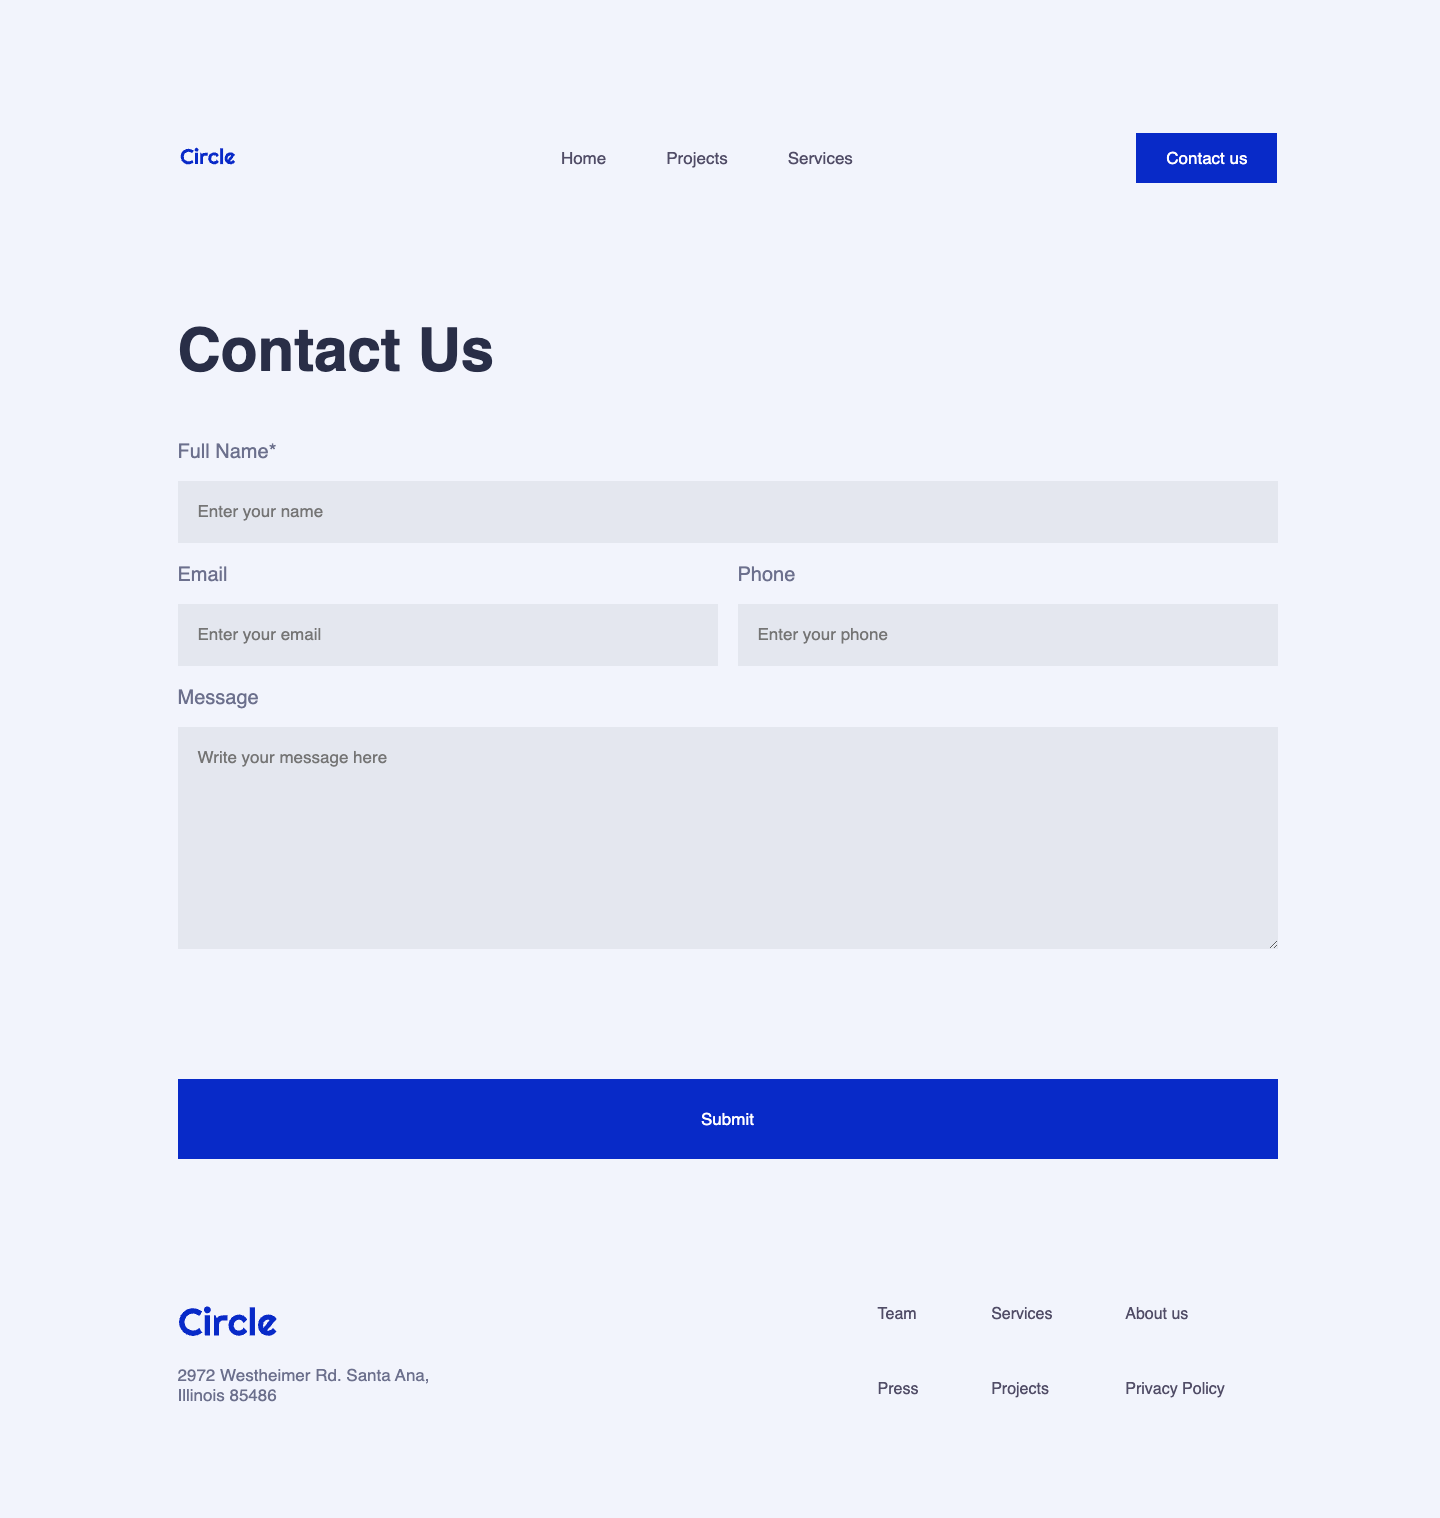 Circle
Home Projects Services
Contact us
Contact Us
Full Name*
Enter your name
Email Phone
Enter your email Enter your phone
Message
Write your message here
Submit
Circle
2972 Westheimer Rd. Santa Ana,
Illinois 85486
Team Services About us
Press Projects Privacy Policy